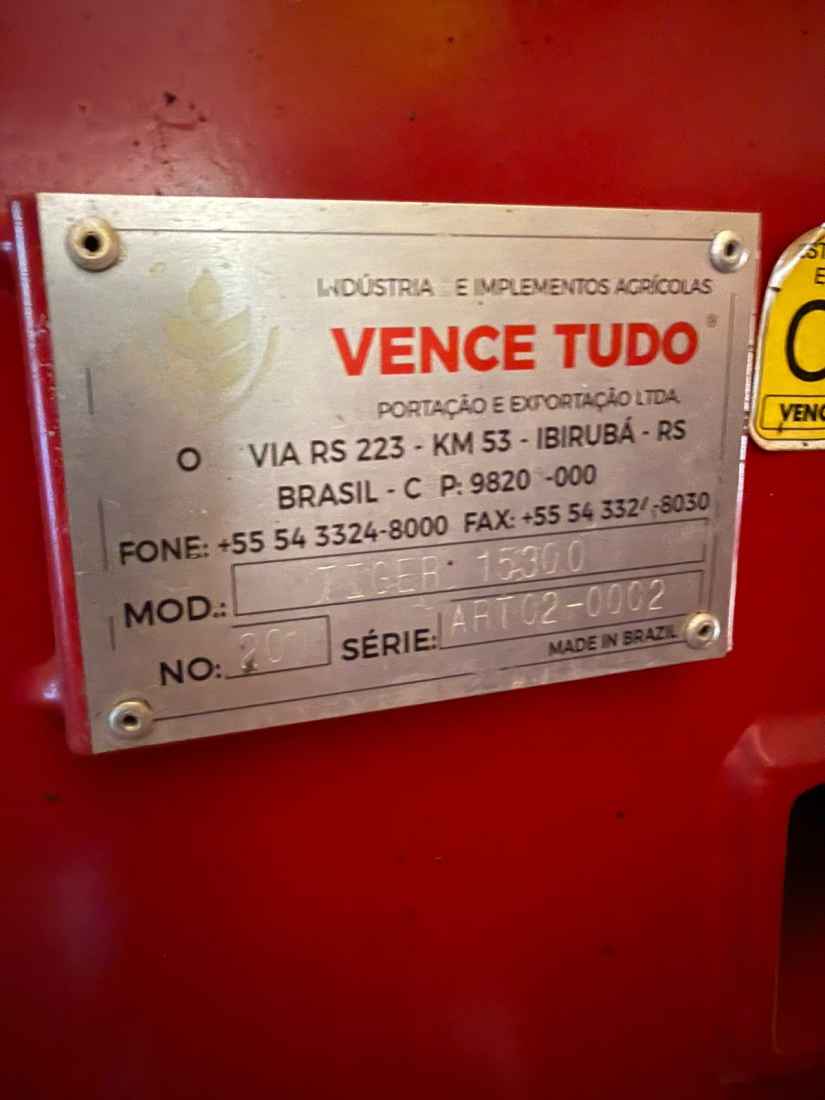 INDÚSTRIA E IMPLEMENTOS AGRÍCOLAS
VENCE TUDO ®
PORTAÇÃO E EXPORTAÇÃO LTDA.
O VIA RS 223 - KM 53 - IBIRUBÁ - RS
BRASIL - C P: 9820 -000
FONE: +55 54 3324-8000 FAX: +55 54 332 -8030
MOD.: TIGER 15300
NO: SÉRIE: ART02-0002
MADE IN BRAZIL